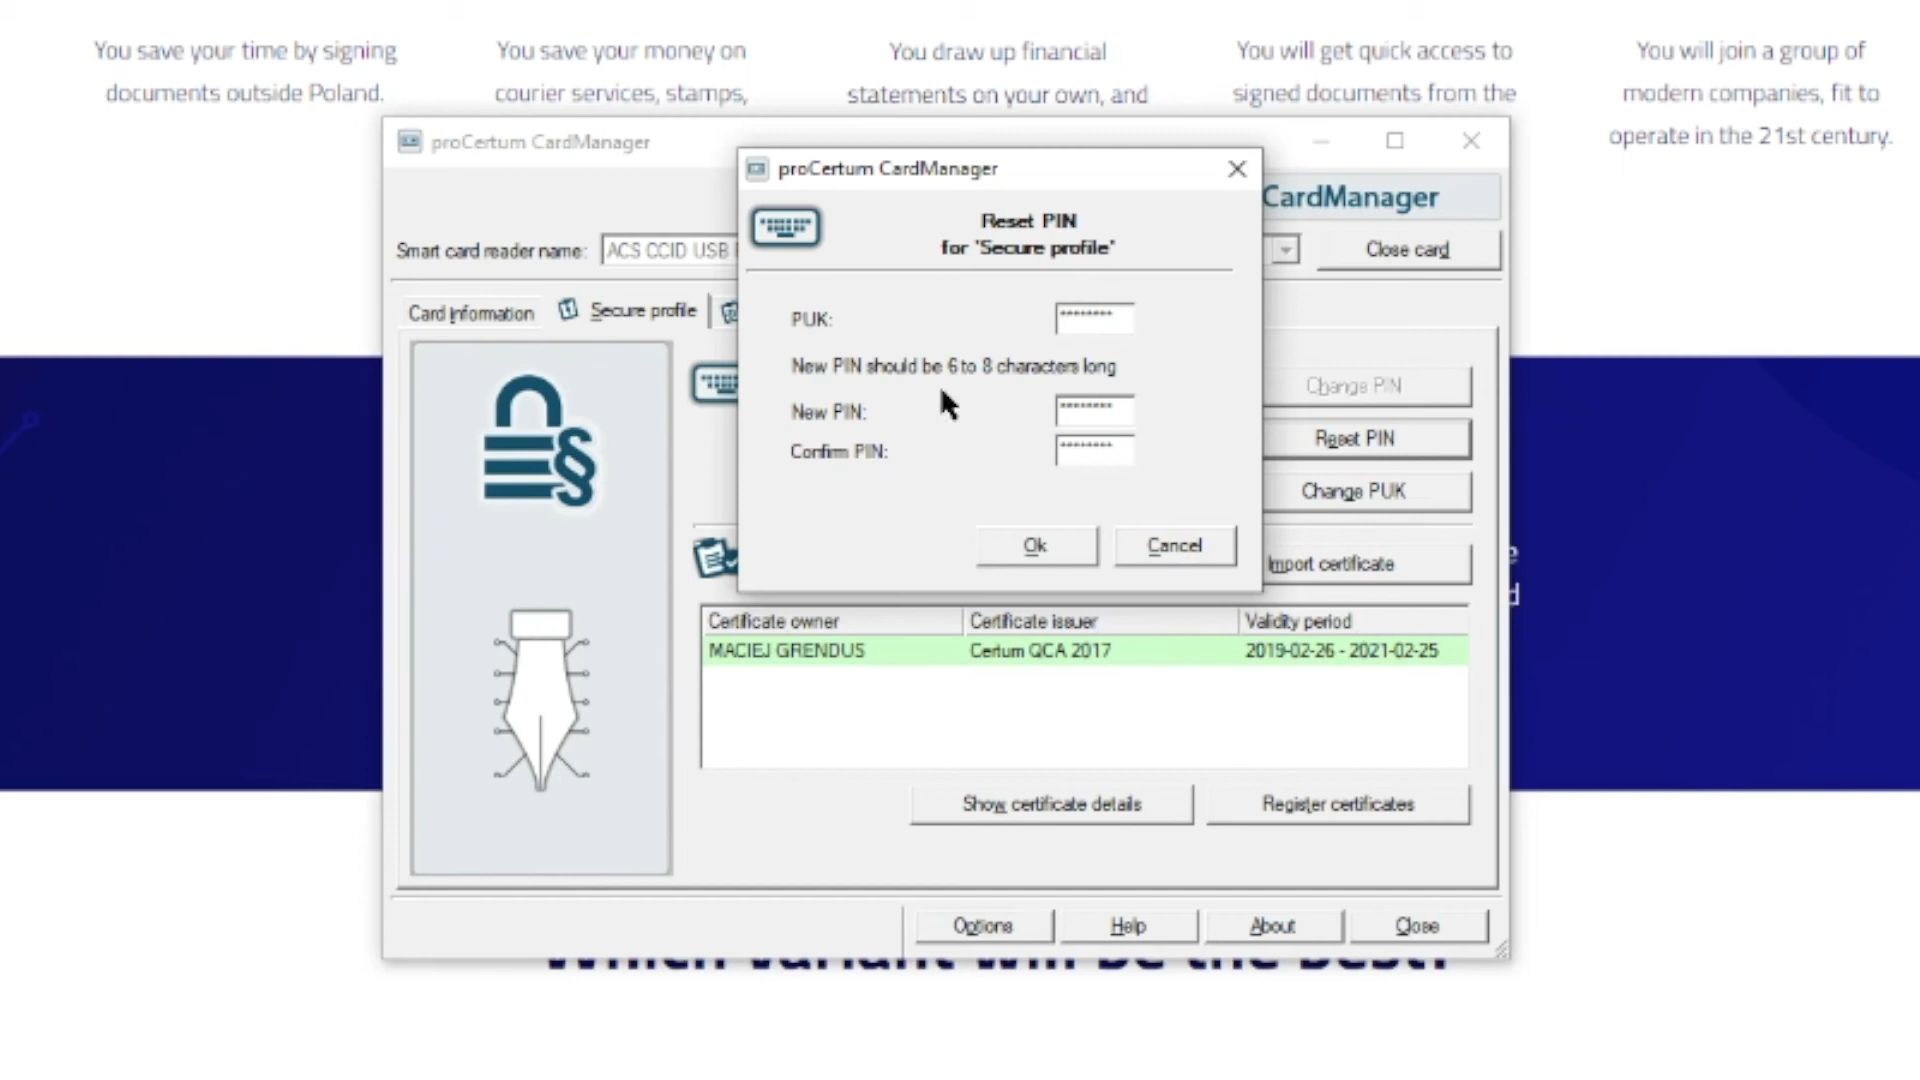 You save your time by signing
documents outside Poland.
You save your money on
courier services, stamps,
You draw up financial
statements on your own, and
You will get quick access to
signed documents from the
You will join a group of
modern companies, fit to
operate in the 21st century.
proCertum CardManager
CardManager
Smart card reader name: ACS CCID USB
Close card
Card information
Secure profile
proCertum CardManager
Reset PIN
for 'Secure profile'
PUK: ********
New PIN should be 6 to 8 characters long
New PIN: ********
Confirm PIN: ********
Ok
Cancel
Change PIN
Reset PIN
Change PUK
Import certificate
Certificate owner Certificate issuer Validity period
MACIEJ GRENDUS Certum QCA 2017 2019-02-26 - 2021-02-25
Show certificate details
Register certificates
Options
Help
About
Close
Which variant will be the best?